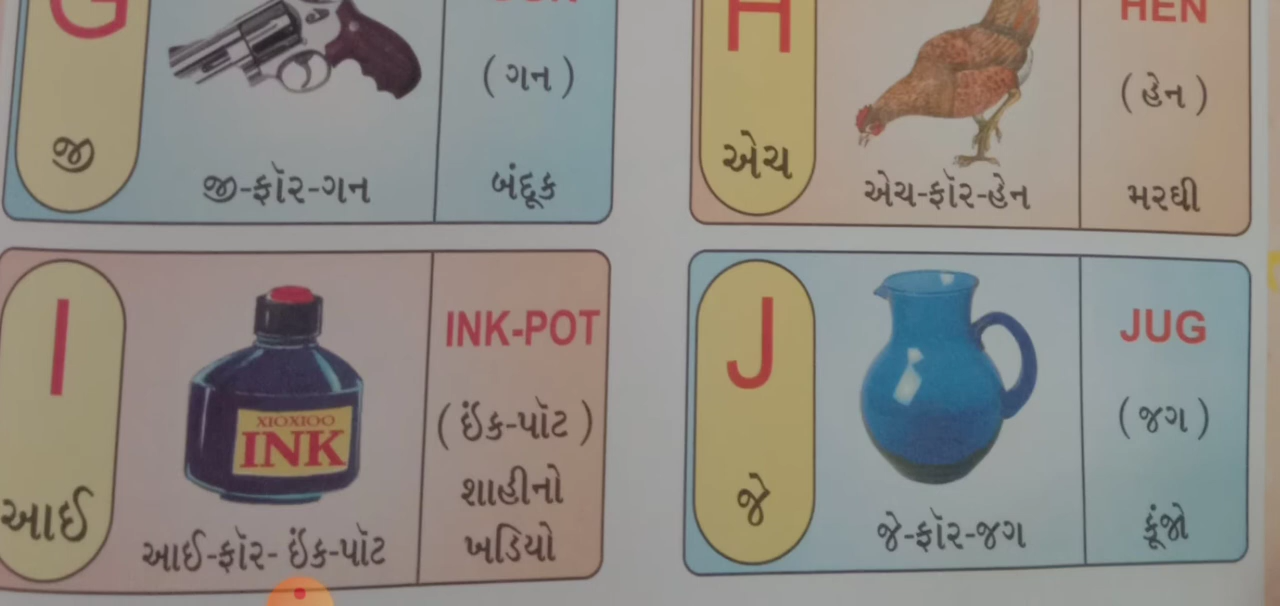 G
જી
જી-ફૉર-ગન
( ગન )
બંદૂક
H
એચ
એચ-ફૉર-હેન
HEN
( હેન )
મરઘી
I
આઈ
XIOXIOO
INK
આઈ-ફૉર- ઇંક-પૉટ
INK-POT
( ઇંક-પૉટ )
શાહીનો
ખડિયો
J
જે
જે-ફૉર-જગ
JUG
( જગ )
કૂંજો